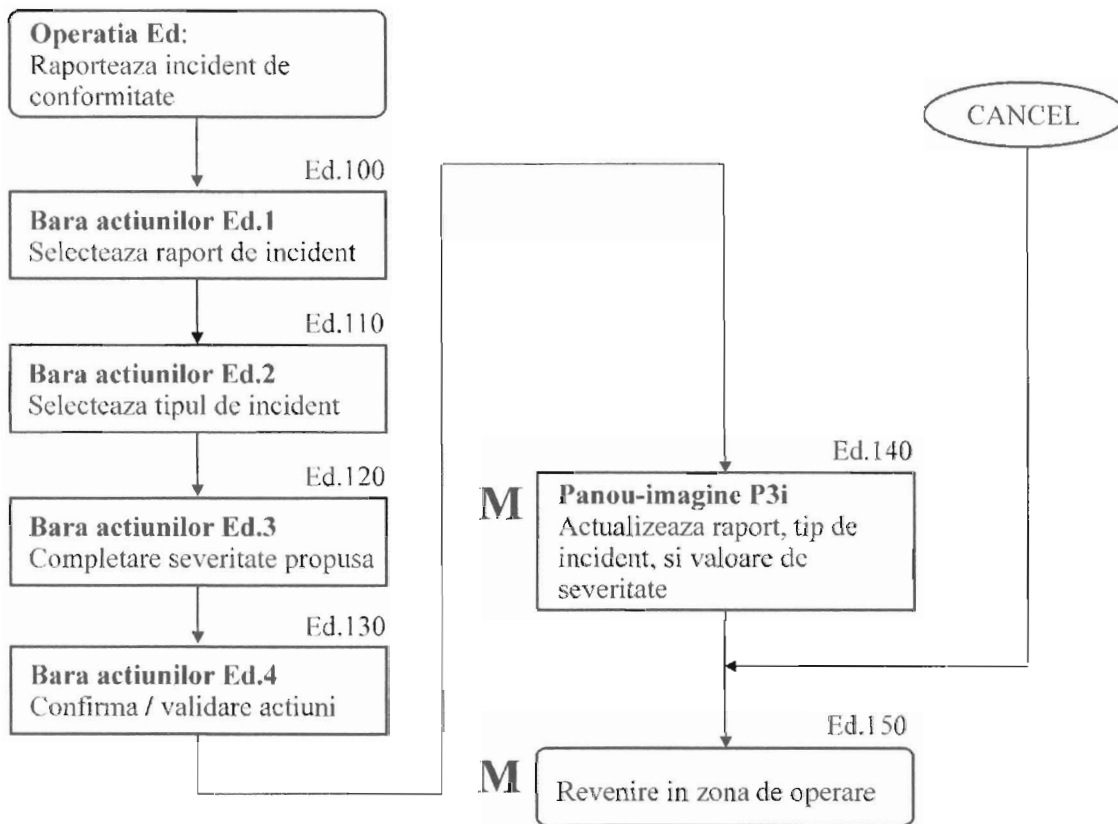 Operatia Ed:
Raporteaza incident de
conformitate
Ed.100
Bara actiunilor Ed.1
Selecteaza raport de incident
Ed.110
Bara actiunilor Ed.2
Selecteaza tipul de incident
Ed.120
Bara actiunilor Ed.3
Completare severitate propusa
Ed.130
Bara actiunilor Ed.4
Confirma / validare actiuni
CANCEL
Ed.140
M
Panou-imagine P3i
Actualizeaza raport, tip de
incident, si valoare de
severitate
Ed.150
M
Revenire in zona de operare